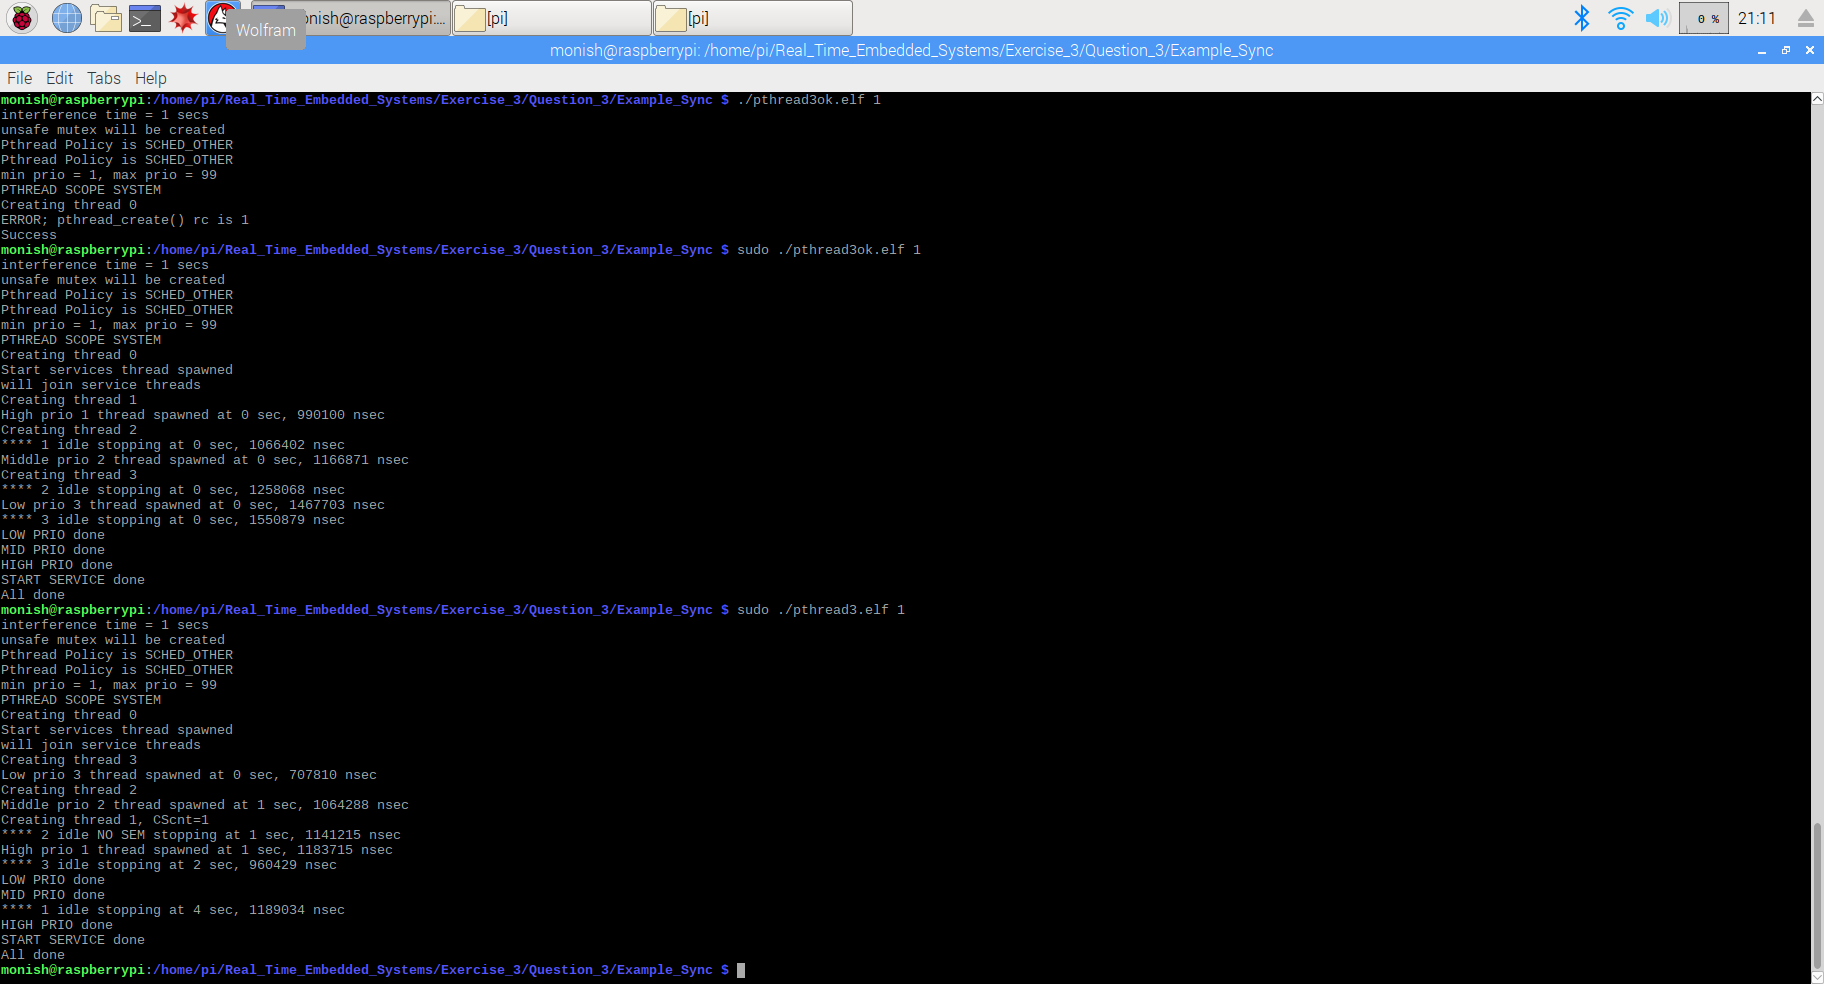 monish@raspberrypi:...
[pi]
[pi]
0 %
21:11
Wolfram
monish@raspberrypi: /home/pi/Real_Time_Embedded_Systems/Exercise_3/Question_3/Example_Sync
File Edit Tabs Help
monish@raspberrypi:/home/pi/Real_Time_Embedded_Systems/Exercise_3/Question_3/Example_Sync $ ./pthread3ok.elf 1
interference time = 1 secs
unsafe mutex will be created
Pthread Policy is SCHED_OTHER
Pthread Policy is SCHED_OTHER
min prio = 1, max prio = 99
PTHREAD SCOPE SYSTEM
Creating thread 0
ERROR; pthread_create() rc is 1
Success
monish@raspberrypi:/home/pi/Real_Time_Embedded_Systems/Exercise_3/Question_3/Example_Sync $ sudo ./pthread3ok.elf 1
interference time = 1 secs
unsafe mutex will be created
Pthread Policy is SCHED_OTHER
Pthread Policy is SCHED_OTHER
min prio = 1, max prio = 99
PTHREAD SCOPE SYSTEM
Creating thread 0
Start services thread spawned
will join service threads
Creating thread 1
High prio 1 thread spawned at 0 sec, 990100 nsec
Creating thread 2
**** 1 idle stopping at 0 sec, 1066402 nsec
Middle prio 2 thread spawned at 0 sec, 1166871 nsec
Creating thread 3
**** 2 idle stopping at 0 sec, 1258068 nsec
Low prio 3 thread spawned at 0 sec, 1467703 nsec
**** 3 idle stopping at 0 sec, 1550879 nsec
LOW PRIO done
MID PRIO done
HIGH PRIO done
START SERVICE done
All done
monish@raspberrypi:/home/pi/Real_Time_Embedded_Systems/Exercise_3/Question_3/Example_Sync $ sudo ./pthread3.elf 1
interference time = 1 secs
unsafe mutex will be created
Pthread Policy is SCHED_OTHER
Pthread Policy is SCHED_OTHER
min prio = 1, max prio = 99
PTHREAD SCOPE SYSTEM
Creating thread 0
Start services thread spawned
will join service threads
Creating thread 3
Low prio 3 thread spawned at 0 sec, 707810 nsec
Creating thread 2
Middle prio 2 thread spawned at 1 sec, 1064288 nsec
Creating thread 1, CScnt=1
**** 2 idle NO SEM stopping at 1 sec, 1141215 nsec
High prio 1 thread spawned at 1 sec, 1183715 nsec
**** 3 idle stopping at 2 sec, 960429 nsec
LOW PRIO done
MID PRIO done
**** 1 idle stopping at 4 sec, 1189034 nsec
HIGH PRIO done
START SERVICE done
All done
monish@raspberrypi:/home/pi/Real_Time_Embedded_Systems/Exercise_3/Question_3/Example_Sync $